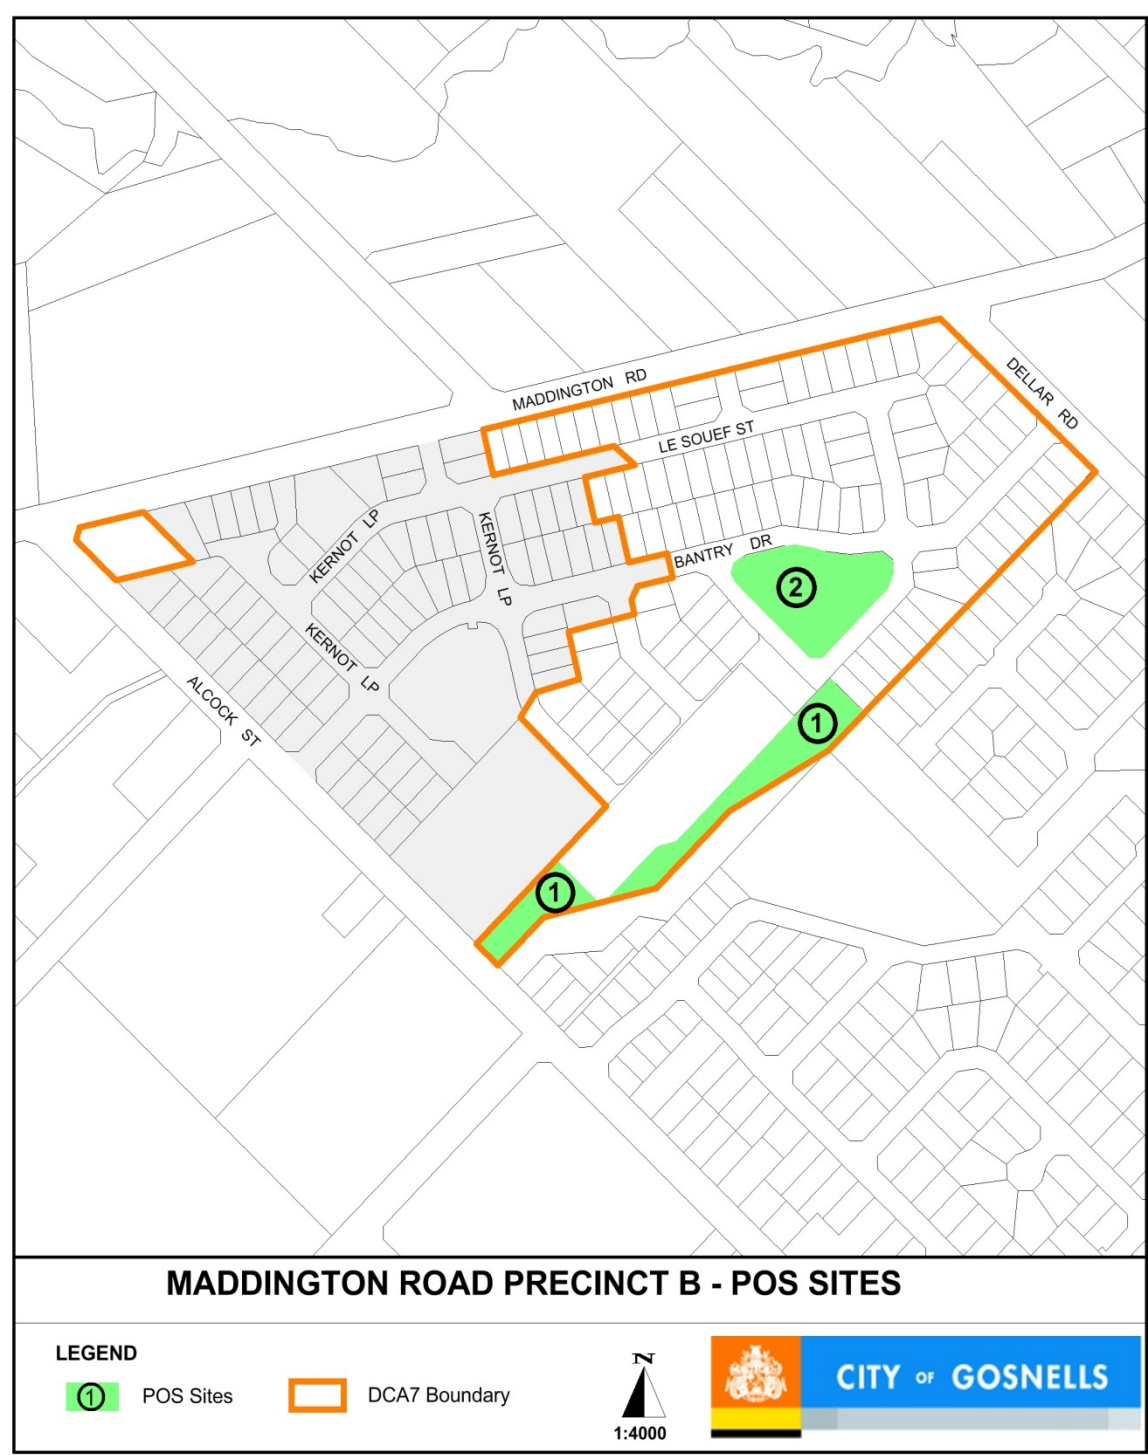 MADDINGTON RD
DELLAR RD
LE SOUEF ST
KERNOT LP
KERNOT LP
BANTRY DR
2
KERNOT LP
ALCOCK ST
1
1
MADDINGTON ROAD PRECINCT B - POS SITES
LEGEND
1 POS Sites
DCA7 Boundary
N
1:4000
CITY OF GOSNELLS